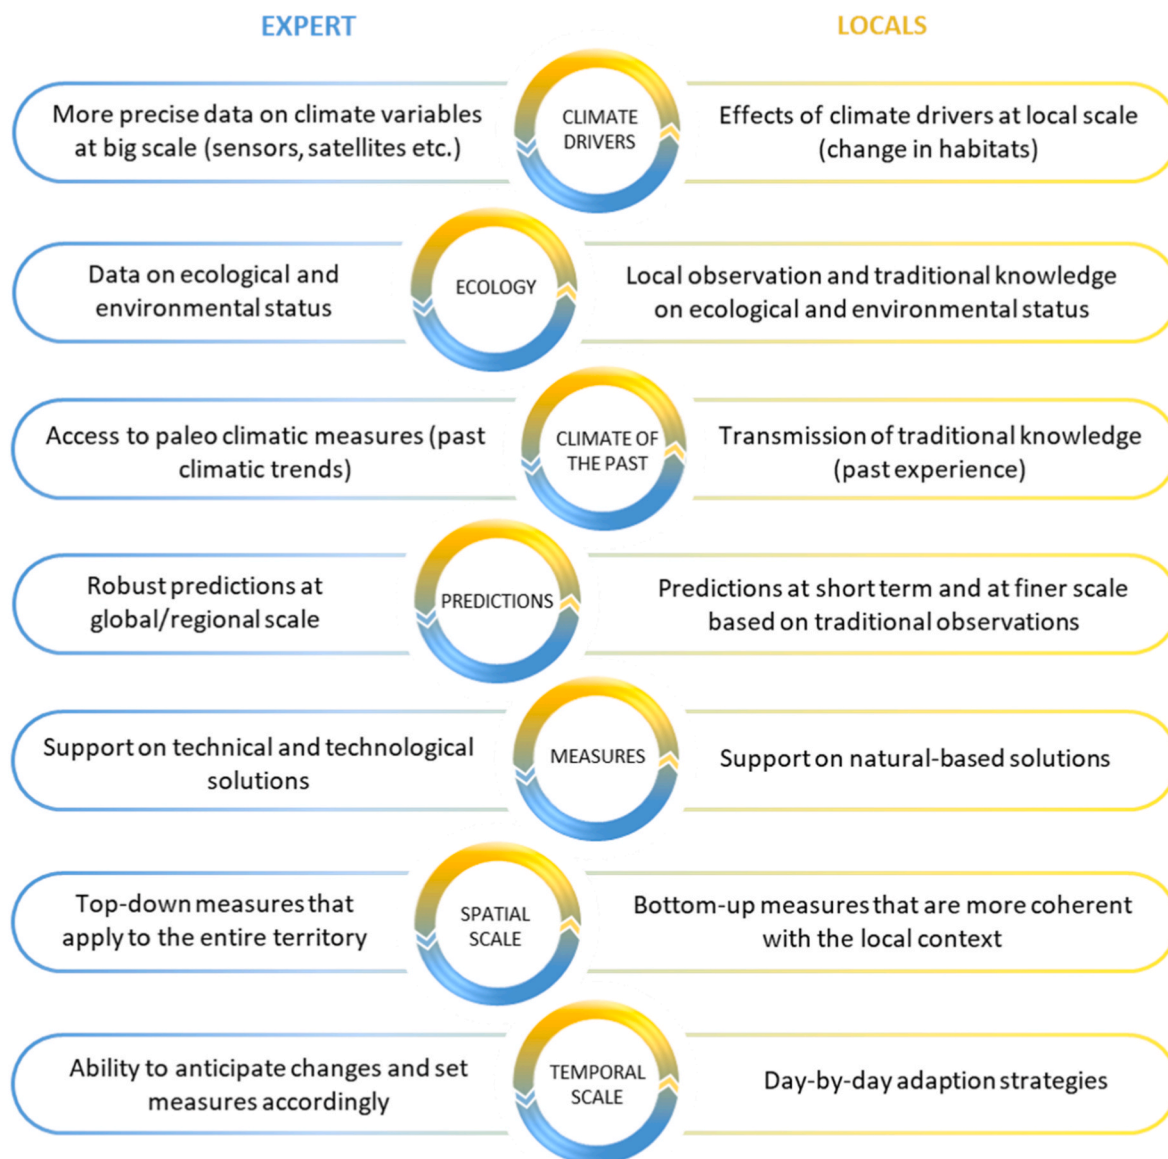 EXPERT
LOCALS
More precise data on climate variables
at big scale (sensors, satellites etc.)
CLIMATE
DRIVERS
Effects of climate drivers at local scale
(change in habitats)
Data on ecological and
environmental status
ECOLOGY
Local observation and traditional knowledge
on ecological and environmental status
Access to paleo climatic measures (past
climatic trends)
CLIMATE OF
THE PAST
Transmission of traditional knowledge
(past experience)
Robust predictions at
global/regional scale
PREDICTIONS
Predictions at short term and at finer scale
based on traditional observations
Support on technical and technological
solutions
MEASURES
Support on natural-based solutions
Top-down measures that
apply to the entire territory
SPATIAL
SCALE
Bottom-up measures that are more coherent
with the local context
Ability to anticipate changes and set
measures accordingly
TEMPORAL
SCALE
Day-by-day adaption strategies